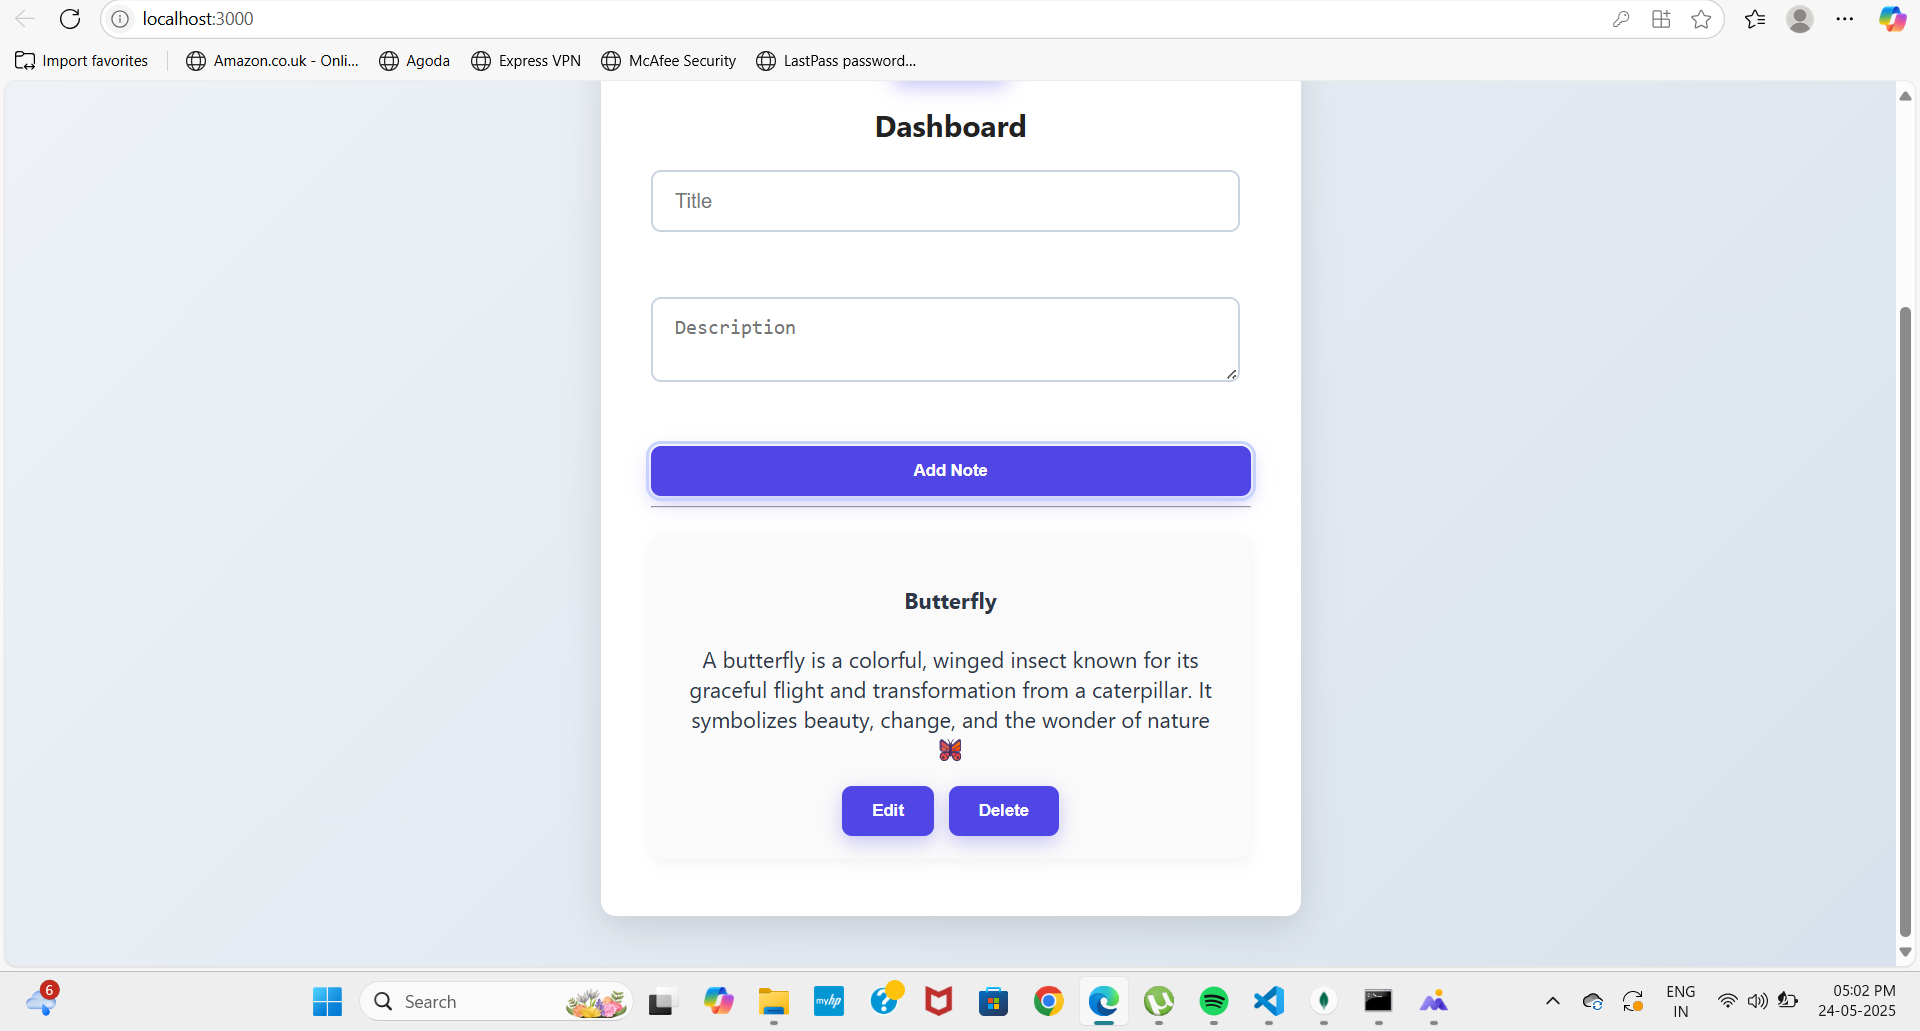 localhost:3000
Import favorites
Amazon.co.uk - Onli...
Agoda
Express VPN
McAfee Security
LastPass password...
Dashboard
Title
Description
Add Note
Butterfly
A butterfly is a colorful, winged insect known for its
graceful flight and transformation from a caterpillar. It
symbolizes beauty, change, and the wonder of nature
🦋
Edit
Delete
6
Search
myhp
ENG
IN
05:02 PM
24-05-2025